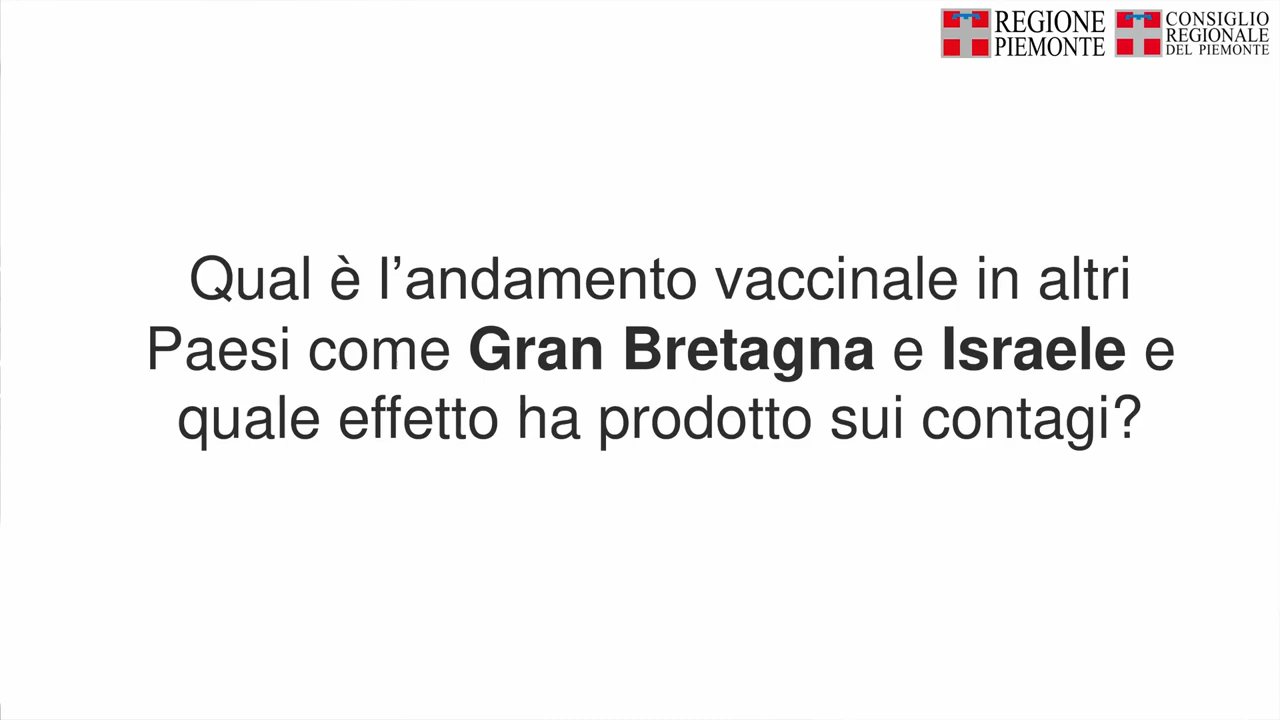 REGIONE
PIEMONTE
CONSIGLIO
REGIONALE
DEL PIEMONTE
Qual è l’andamento vaccinale in altri
Paesi come Gran Bretagna e Israele e
quale effetto ha prodotto sui contagi?